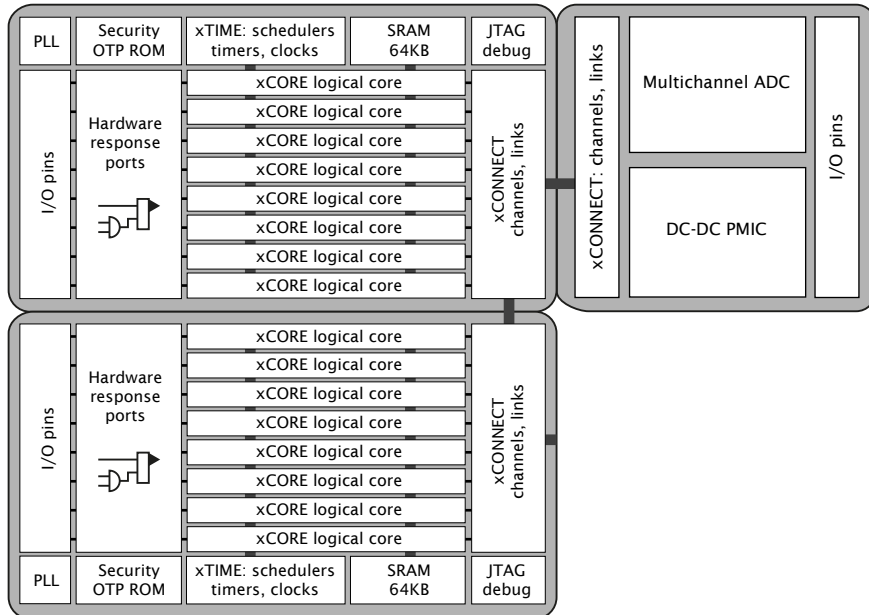 PLL
Security
OTP ROM
xTIME: schedulers
timers, clocks
SRAM
64KB
JTAG
debug
I/O pins
Hardware
response
ports
xCORE logical core
xCORE logical core
xCORE logical core
xCORE logical core
xCORE logical core
xCORE logical core
xCORE logical core
xCORE logical core
xCONNECT
channels, links
xCONNECT: channels, links
Multichannel ADC
DC-DC PMIC
I/O pins
I/O pins
Hardware
response
ports
xCORE logical core
xCORE logical core
xCORE logical core
xCORE logical core
xCORE logical core
xCORE logical core
xCORE logical core
xCORE logical core
xCONNECT
channels, links
PLL
Security
OTP ROM
xTIME: schedulers
timers, clocks
SRAM
64KB
JTAG
debug